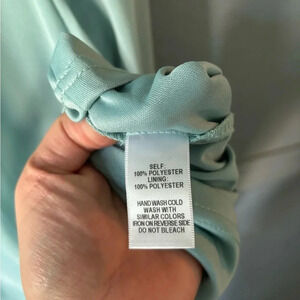 SELF:
100% POLYESTER
LINING:
100% POLYESTER
HAND WASH COLD
WASH WITH
SIMILAR COLORS
IRON ON REVERSE SIDE
DO NOT BLEACH